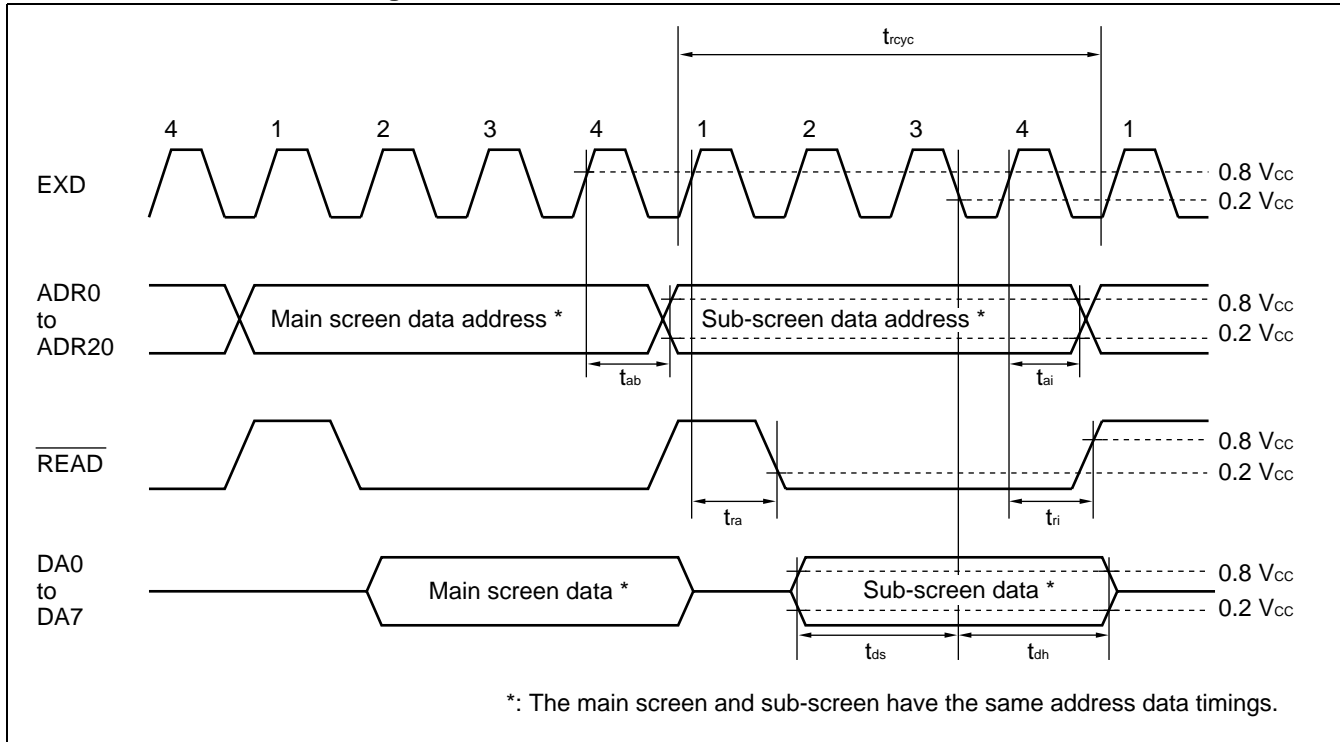 trcyc
4 1 2 3 4 1 2 3 4 1
EXD
0.8 VCC
0.2 VCC
ADR0
to
ADR20
Main screen data address *
Sub-screen data address *
0.8 VCC
0.2 VCC
tab
tai
READ
0.8 VCC
0.2 VCC
tra
tri
DA0
to
DA7
Main screen data *
Sub-screen data *
0.8 VCC
0.2 VCC
tds
tdh
*: The main screen and sub-screen have the same address data timings.